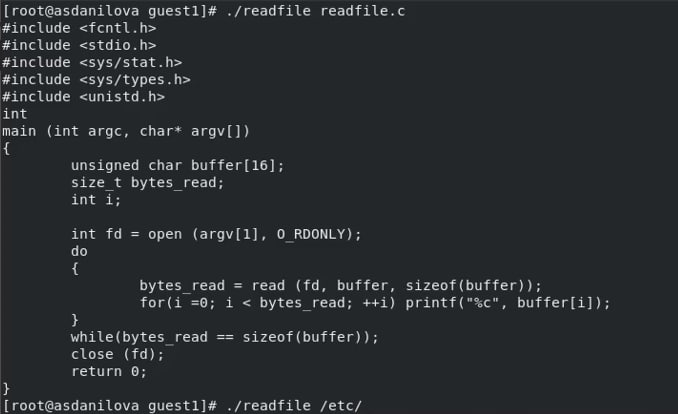 [root@asdanilova guest1]# ./readfile readfile.c
#include <fcntl.h>
#include <stdio.h>
#include <sys/stat.h>
#include <sys/types.h>
#include <unistd.h>
int
main (int argc, char* argv[])
{
        unsigned char buffer[16];
        size_t bytes_read;
        int i;

        int fd = open (argv[1], O_RDONLY);
        do
        {
                bytes_read = read (fd, buffer, sizeof(buffer));
                for(i =0; i < bytes_read; ++i) printf("%c", buffer[i]);
        }
        while(bytes_read == sizeof(buffer));
        close (fd);
        return 0;
}
[root@asdanilova guest1]# ./readfile /etc/